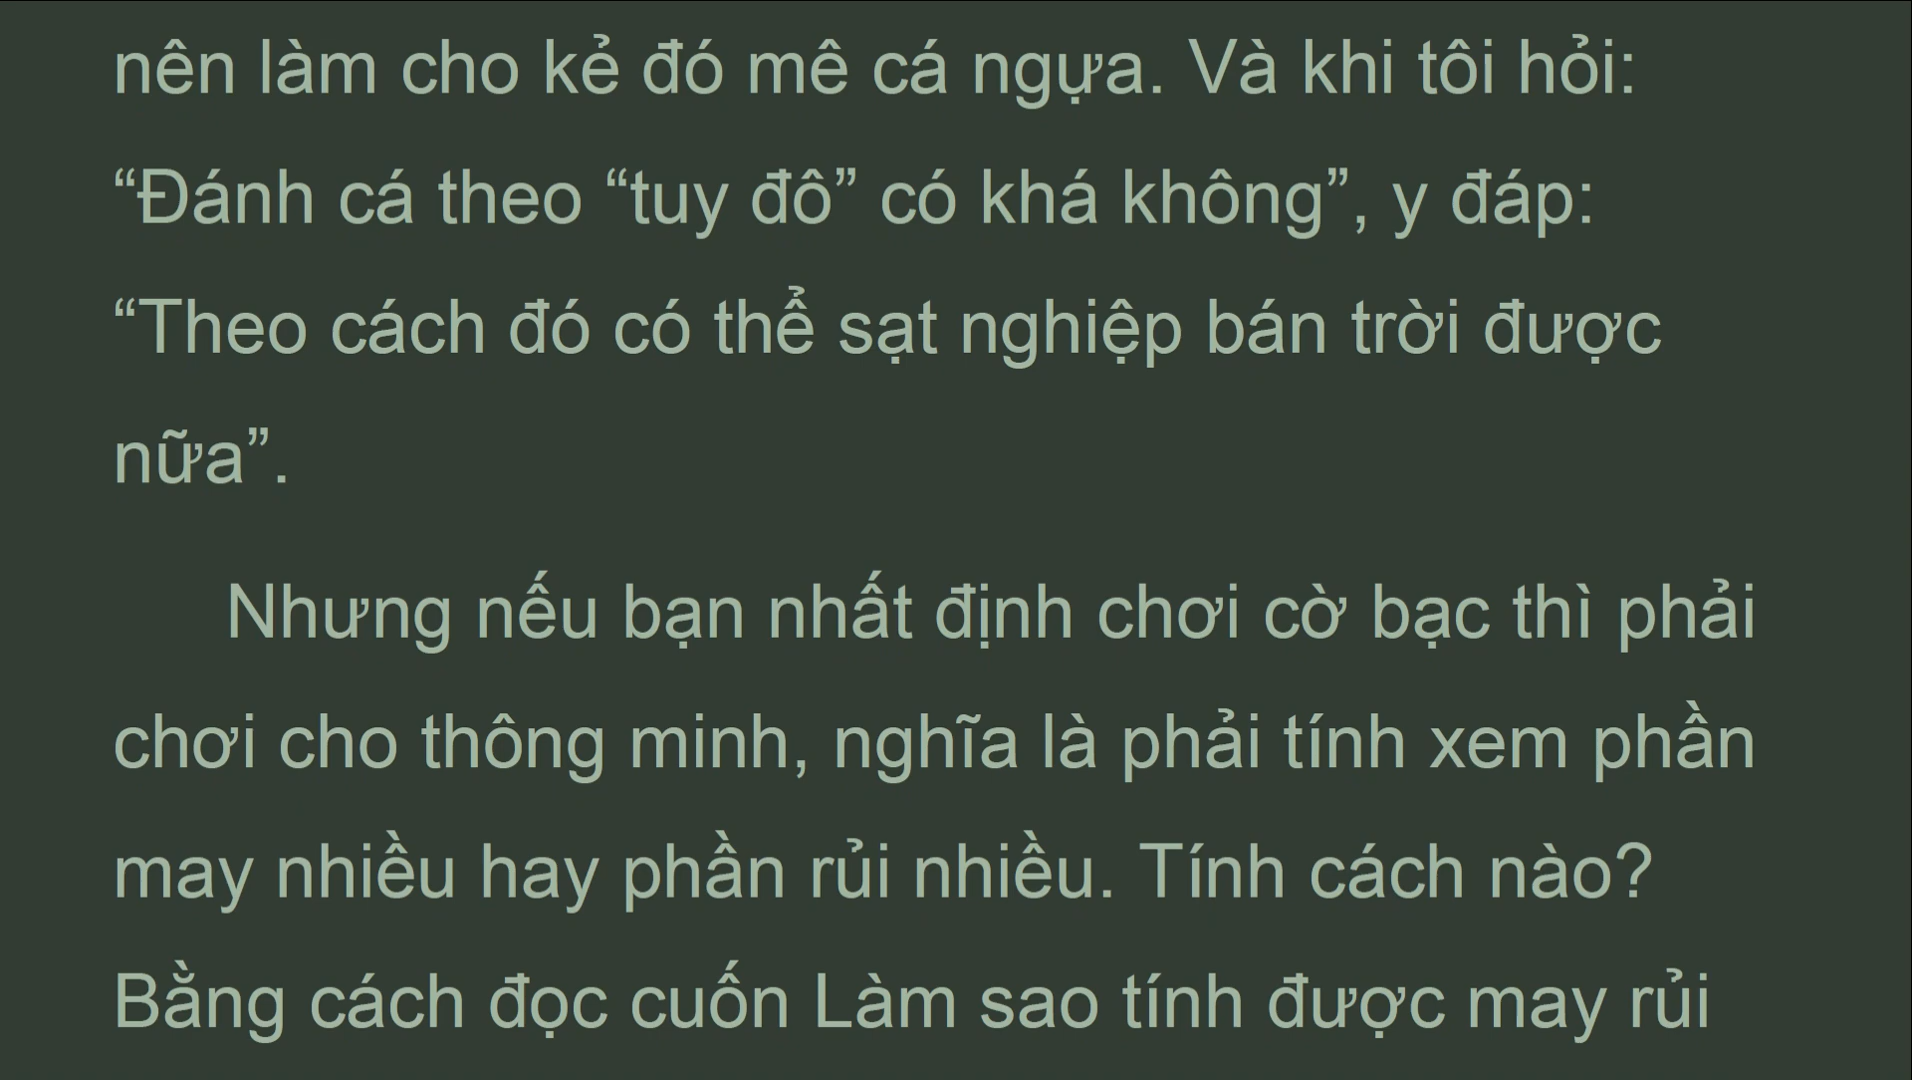 nên làm cho kẻ đó mê cá ngựa. Và khi tôi hỏi:
“Đánh cá theo “tuy đô” có khá không”, y đáp:
“Theo cách đó có thể sạt nghiệp bán trời được
nữa”.
Nhưng nếu bạn nhất định chơi cờ bạc thì phải
chơi cho thông minh, nghĩa là phải tính xem phần
may nhiều hay phần rủi nhiều. Tính cách nào?
Bằng cách đọc cuốn Làm sao tính được may rủi